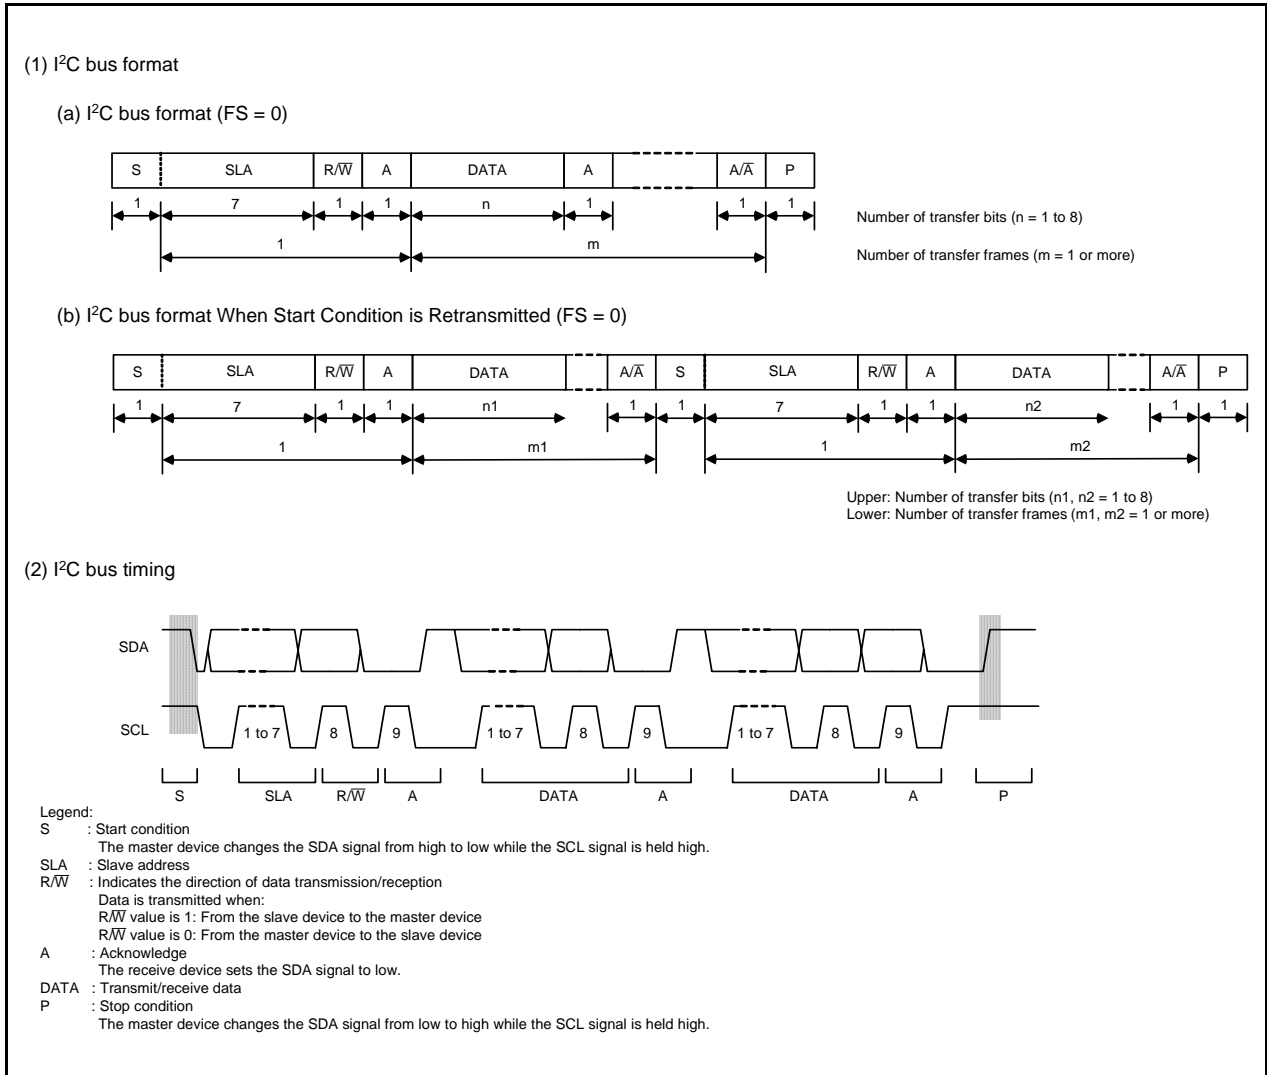 (1) I²C bus format
(a) I²C bus format (FS = 0)
S SLA R/W̅ A DATA A A/A̅ P
1 7 1 1 n 1 1 1
Number of transfer bits (n = 1 to 8)
1 m
Number of transfer frames (m = 1 or more)
(b) I²C bus format When Start Condition is Retransmitted (FS = 0)
S SLA R/W̅ A DATA A/A̅ S SLA R/W̅ A DATA A/A̅ P
1 7 1 1 n1 1 1 7 1 1 n2 1 1
1 m1 1 m2
Upper: Number of transfer bits (n1, n2 = 1 to 8)
Lower: Number of transfer frames (m1, m2 = 1 or more)
(2) I²C bus timing
SDA
SCL 1 to 7 8 9 1 to 7 8 9 1 to 7 8 9
S SLA R/W̅ A DATA A DATA A P
Legend:
S : Start condition
The master device changes the SDA signal from high to low while the SCL signal is held high.
SLA : Slave address
R/W̅ : Indicates the direction of data transmission/reception
Data is transmitted when:
R/W̅ value is 1: From the slave device to the master device
R/W̅ value is 0: From the master device to the slave device
A : Acknowledge
The receive device sets the SDA signal to low.
DATA : Transmit/receive data
P : Stop condition
The master device changes the SDA signal from low to high while the SCL signal is held high.